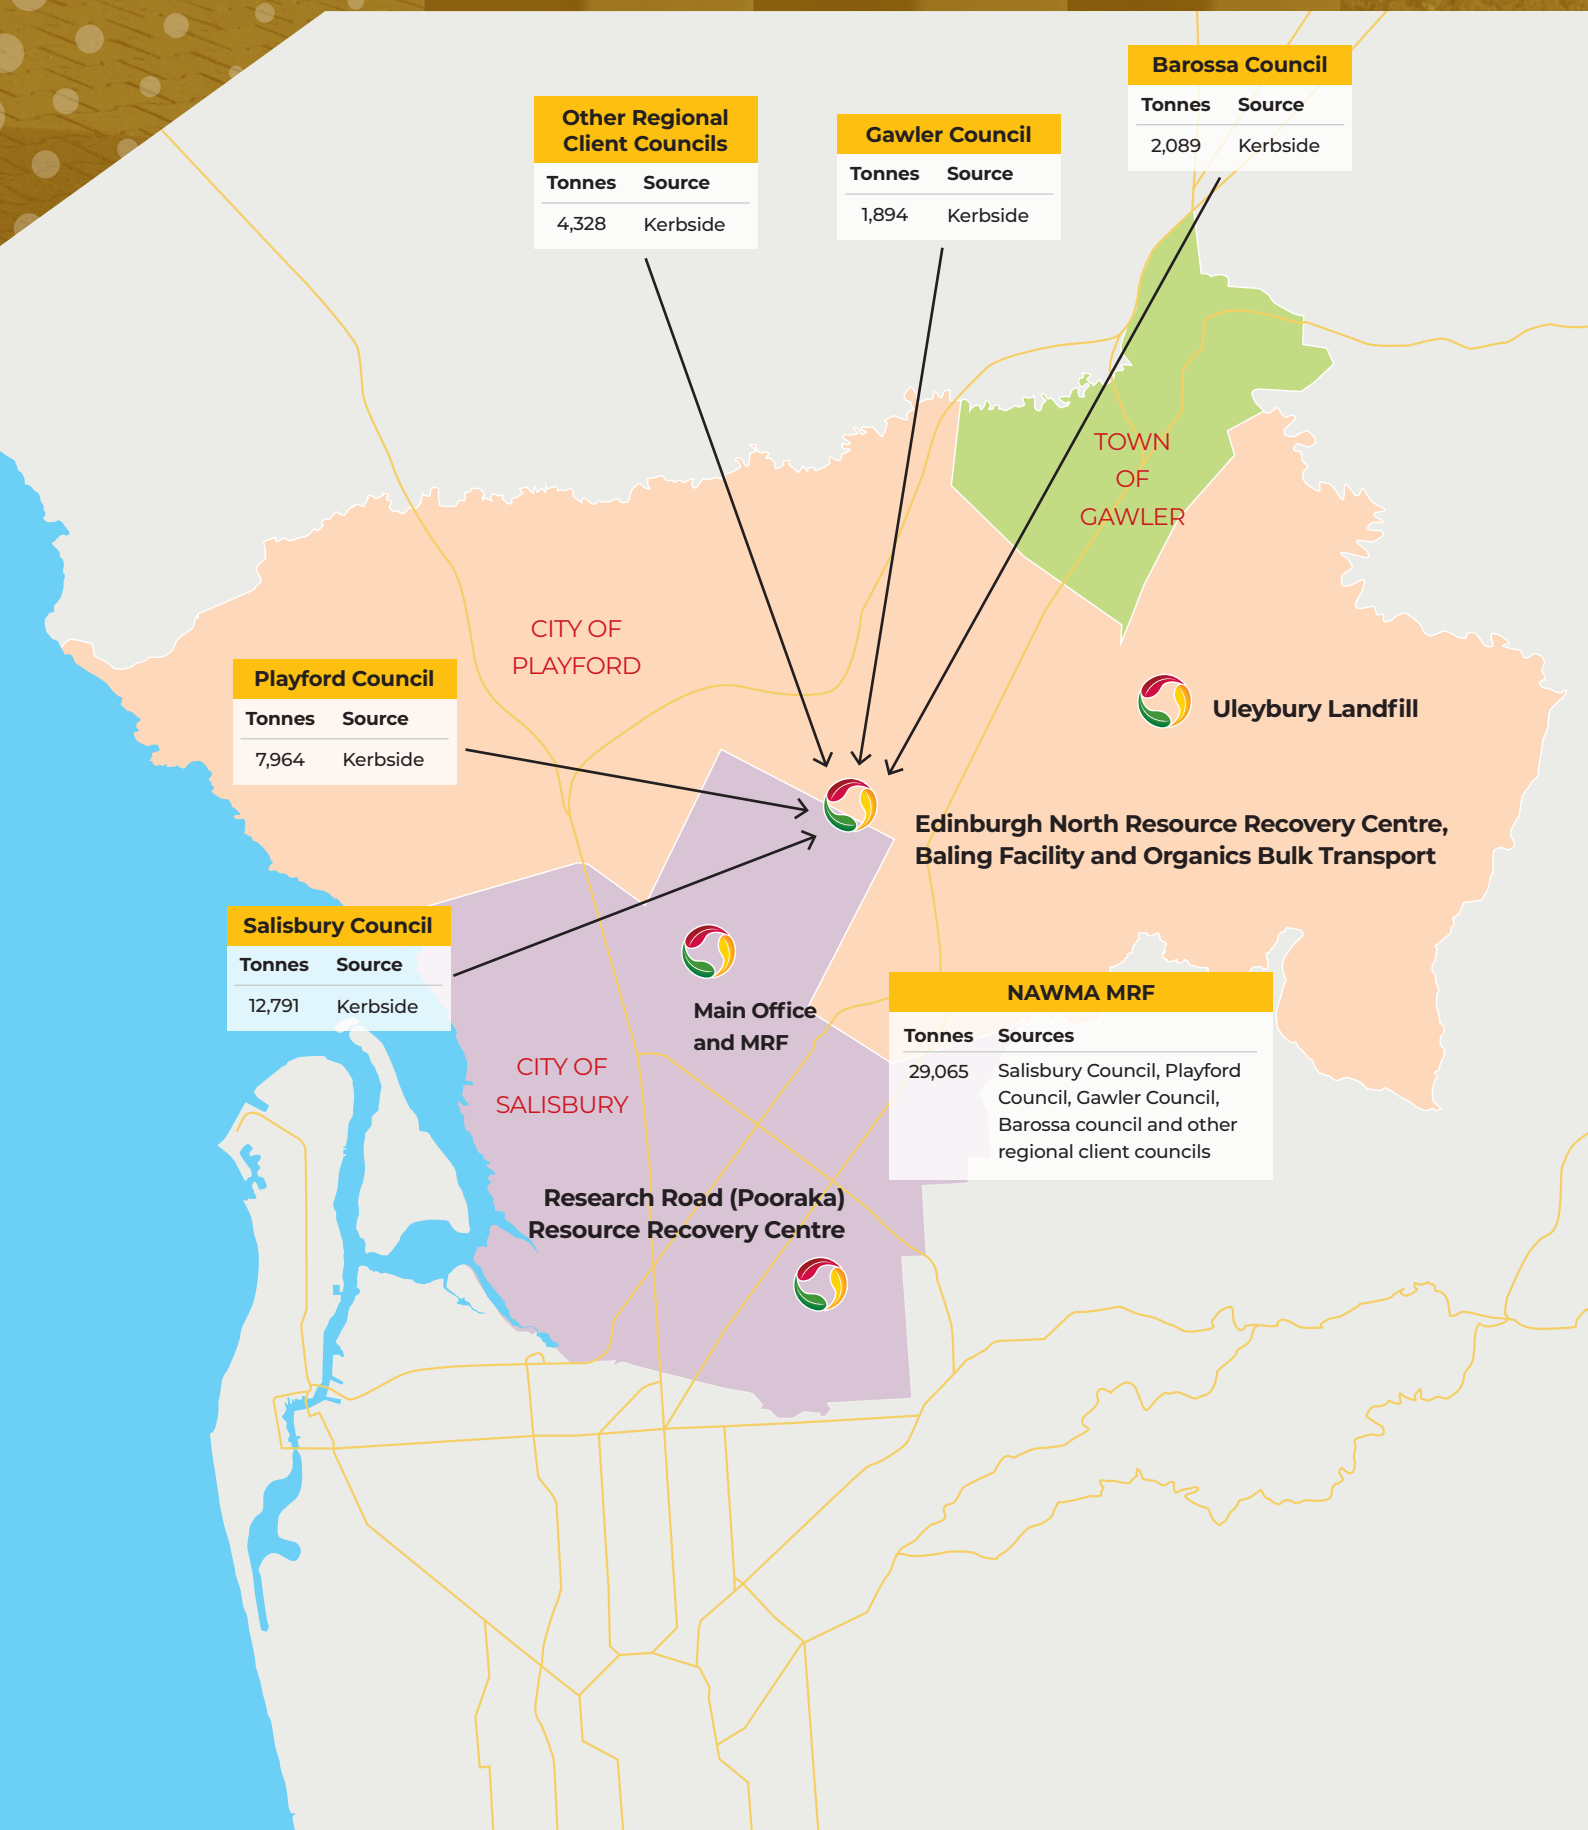 Barossa Council
Tonnes Source
2,089 Kerbside
Other Regional
Client Councils
Tonnes Source
4,328 Kerbside
Gawler Council
Tonnes Source
1,894 Kerbside
TOWN
OF
GAWLER
CITY OF
PLAYFORD
Playford Council
Tonnes Source
7,964 Kerbside
Uleybury Landfill
Edinburgh North Resource Recovery Centre,
Baling Facility and Organics Bulk Transport
Salisbury Council
Tonnes Source
12,791 Kerbside
Main Office
and MRF
NAWMA MRF
Tonnes Sources
29,065 Salisbury Council, Playford
Council, Gawler Council,
Barossa council and other
regional client councils
CITY OF
SALISBURY
Research Road (Pooraka)
Resource Recovery Centre